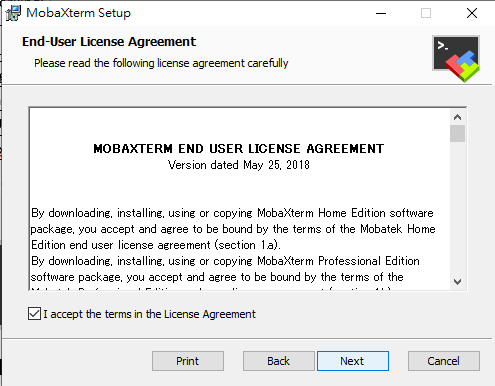 MobaXterm Setup
End-User License Agreement
Please read the following license agreement carefully
>_
MOBAXTERM END USER LICENSE AGREEMENT
Version dated May 25, 2018
By downloading, installing, using or copying MobaXterm Home Edition software
package, you accept and agree to be bound by the terms of the Mobatek Home
Edition end user license agreement (section 1.a).
By downloading, installing, using or copying MobaXterm Professional Edition
software package, you accept and agree to be bound by the terms of the
I accept the terms in the License Agreement
Print
Back
Next
Cancel